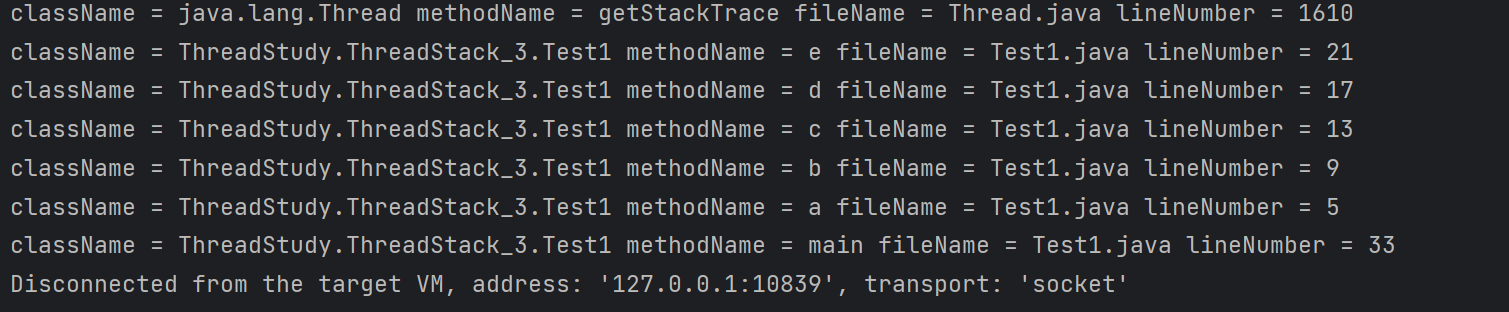 className = java.lang.Thread methodName = getStackTrace fileName = Thread.java lineNumber = 1610
className = ThreadStudy.ThreadStack_3.Test1 methodName = e fileName = Test1.java lineNumber = 21
className = ThreadStudy.ThreadStack_3.Test1 methodName = d fileName = Test1.java lineNumber = 17
className = ThreadStudy.ThreadStack_3.Test1 methodName = c fileName = Test1.java lineNumber = 13
className = ThreadStudy.ThreadStack_3.Test1 methodName = b fileName = Test1.java lineNumber = 9
className = ThreadStudy.ThreadStack_3.Test1 methodName = a fileName = Test1.java lineNumber = 5
className = ThreadStudy.ThreadStack_3.Test1 methodName = main fileName = Test1.java lineNumber = 33
Disconnected from the target VM, address: '127.0.0.1:10839', transport: 'socket'